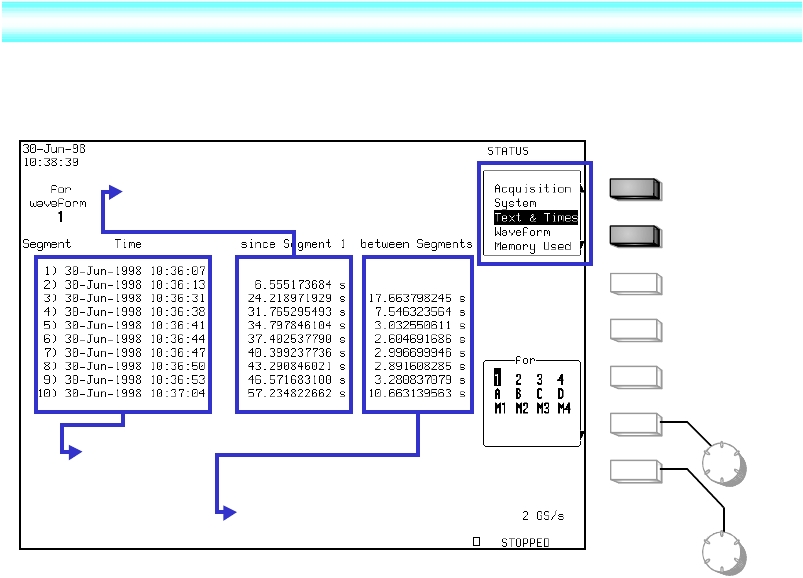 30-Jun-98
10:38:39
STATUS
for
waveform
1
Acquisition
System
Text & Times
Waveform
Memory Used
Segment Time since Segment 1 between Segments
1) 30-Jun-1998 10:36:07
2) 30-Jun-1998 10:36:13 6.555173684 s
3) 30-Jun-1998 10:36:31 24.218971929 s 17.663798245 s
4) 30-Jun-1998 10:36:38 31.765295493 s 7.546323564 s
5) 30-Jun-1998 10:36:41 34.797846104 s 3.032550611 s
6) 30-Jun-1998 10:36:44 37.402537790 s 2.604691686 s
7) 30-Jun-1998 10:36:47 40.399237736 s 2.996699946 s
8) 30-Jun-1998 10:36:50 43.290846021 s 2.891608285 s
9) 30-Jun-1998 10:36:53 46.571683100 s 3.280837079 s
10) 30-Jun-1998 10:37:04 57.234822662 s 10.663139563 s
for
1 2 3 4
A B C D
M1 M2 M3 M4
2 GS/s
STOPPED